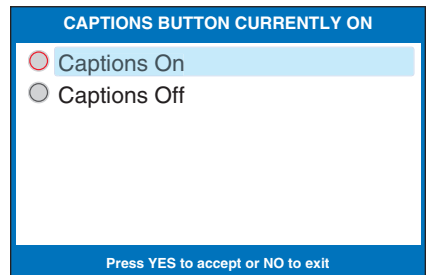 CAPTIONS BUTTON CURRENTLY ON
Captions On
Captions Off
Press YES to accept or NO to exit